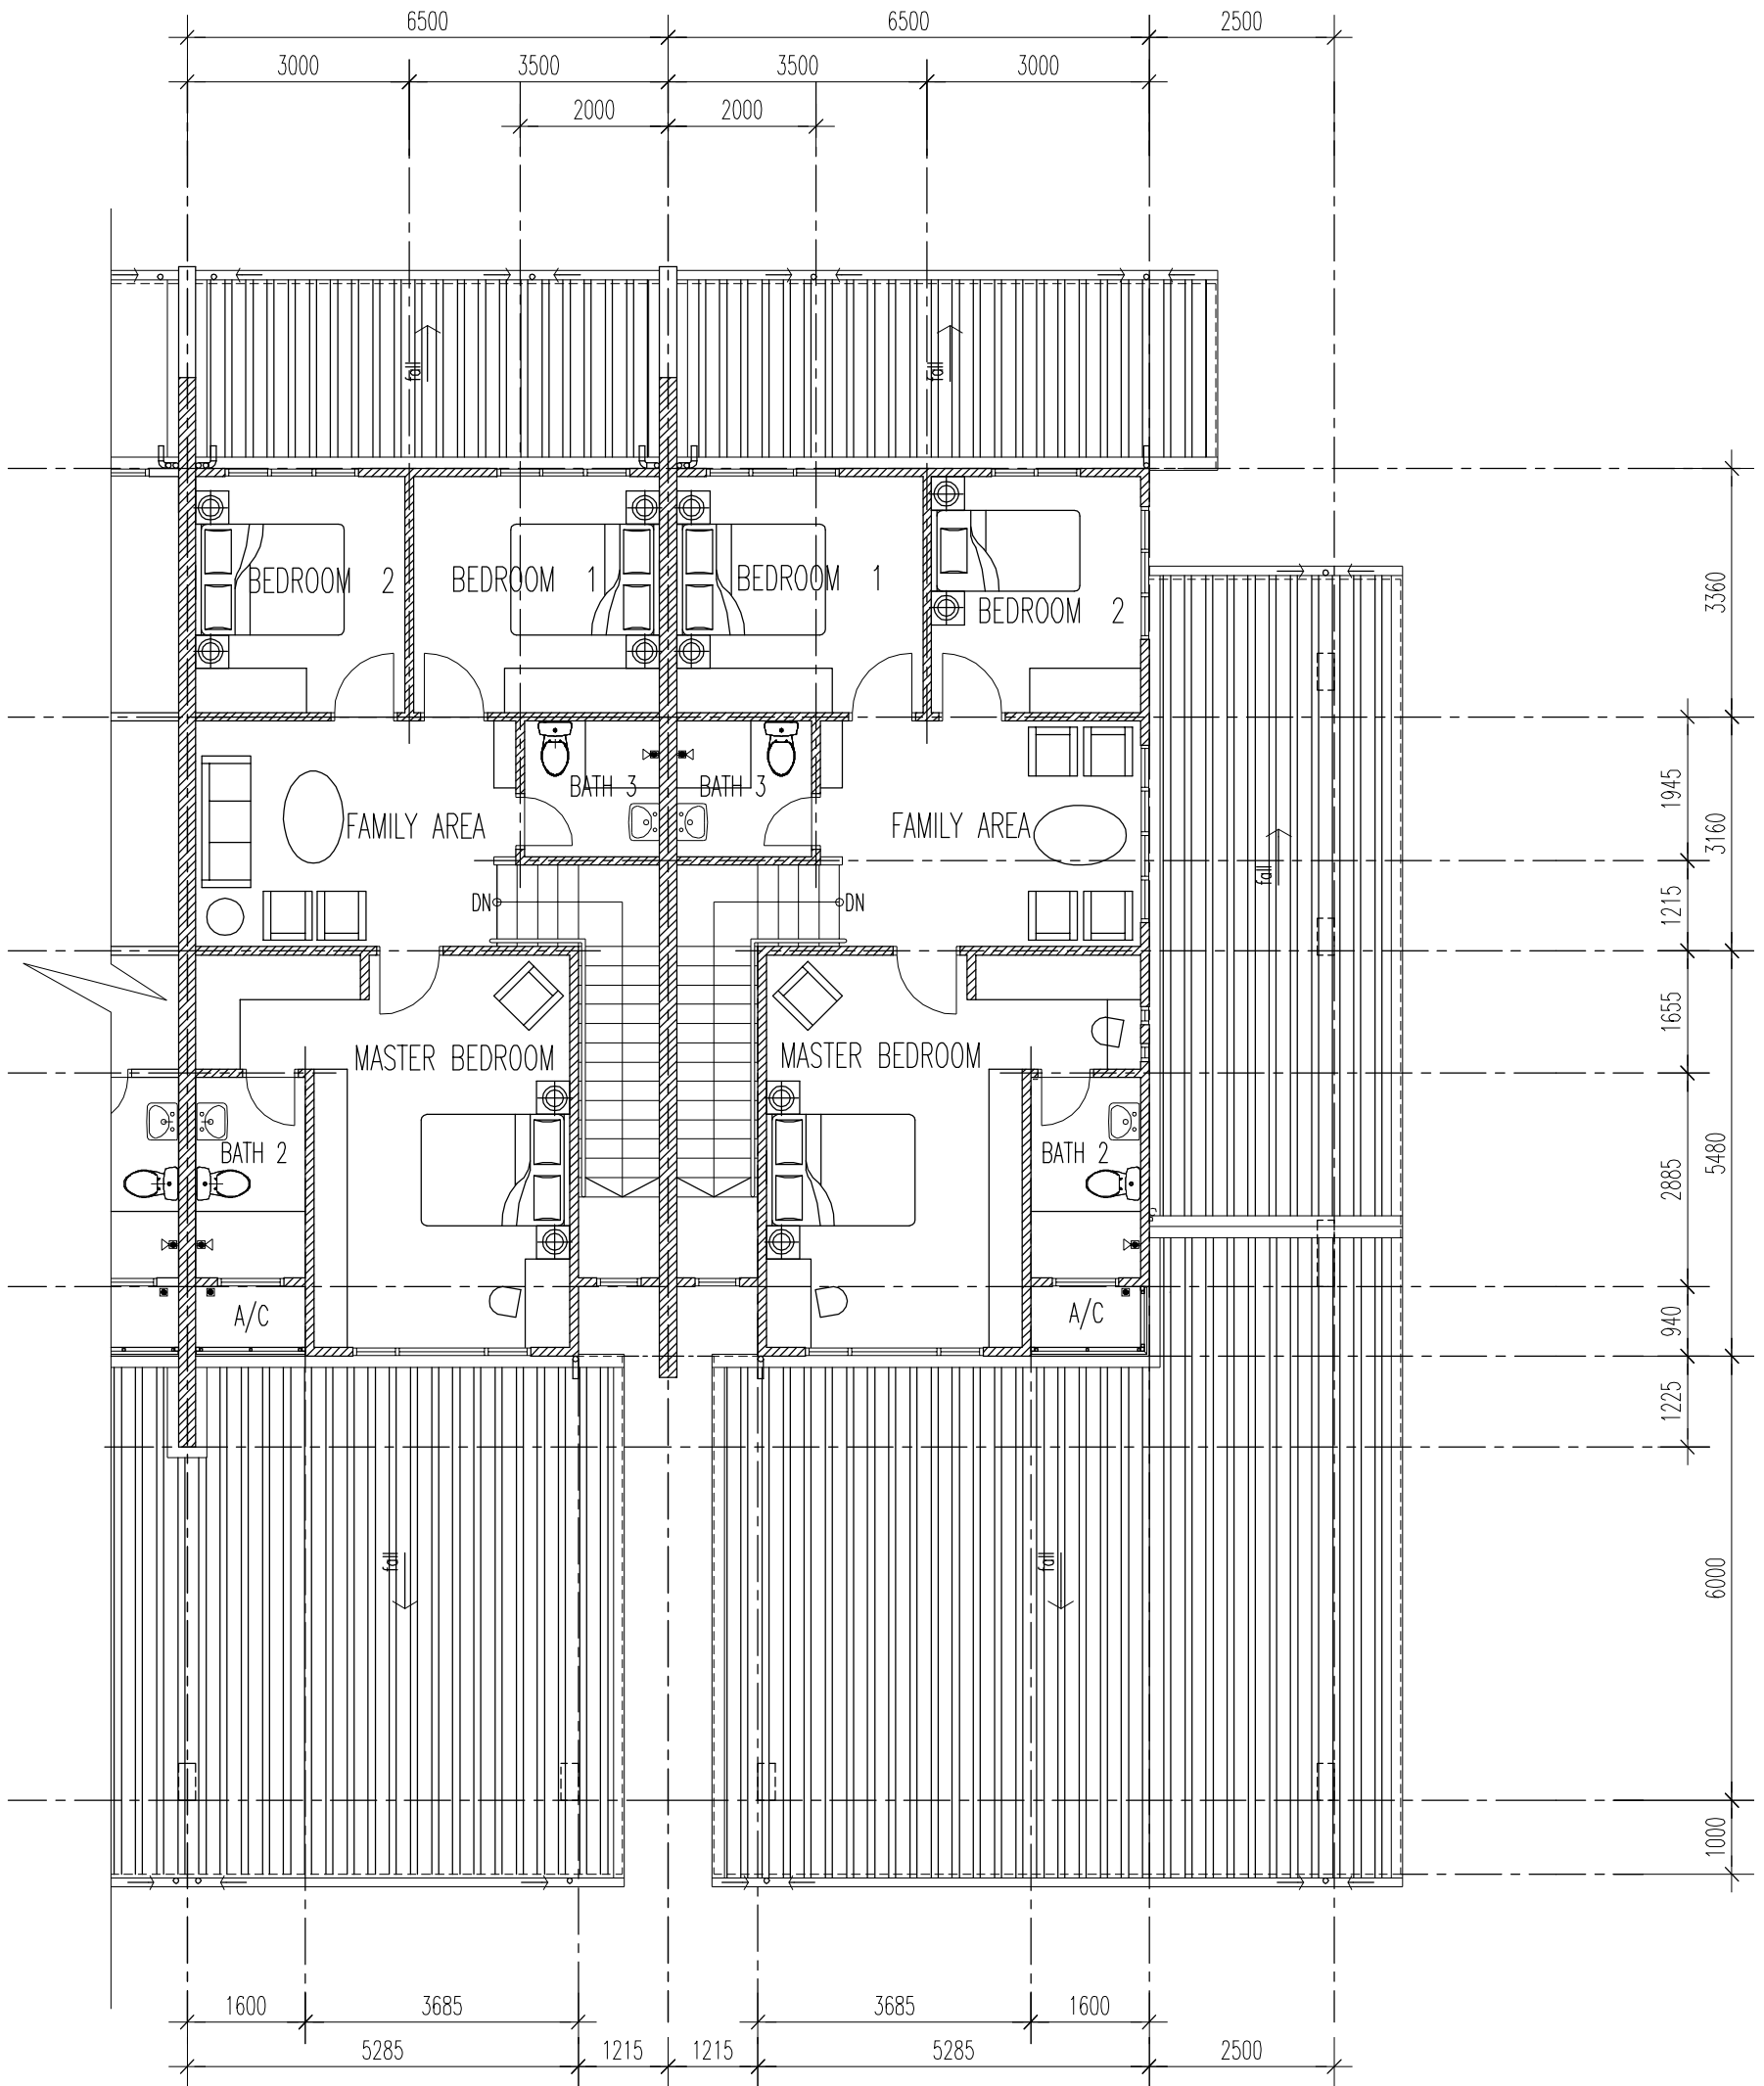 6500 6500 2500
3000 3500 3500 3000
2000 2000
fall fall
BEDROOM 2 BEDROOM 1 BEDROOM 1 BEDROOM 2
3360
BATH 3 BATH 3
1945
FAMILY AREA FAMILY AREA
3160
fall
DN DN
1215
1655
MASTER BEDROOM MASTER BEDROOM
BATH 2 BATH 2
5480
2885
A/C A/C
940
1225
fall fall
6000
1000
1600 3685 3685 1600
5285 1215 1215 5285 2500